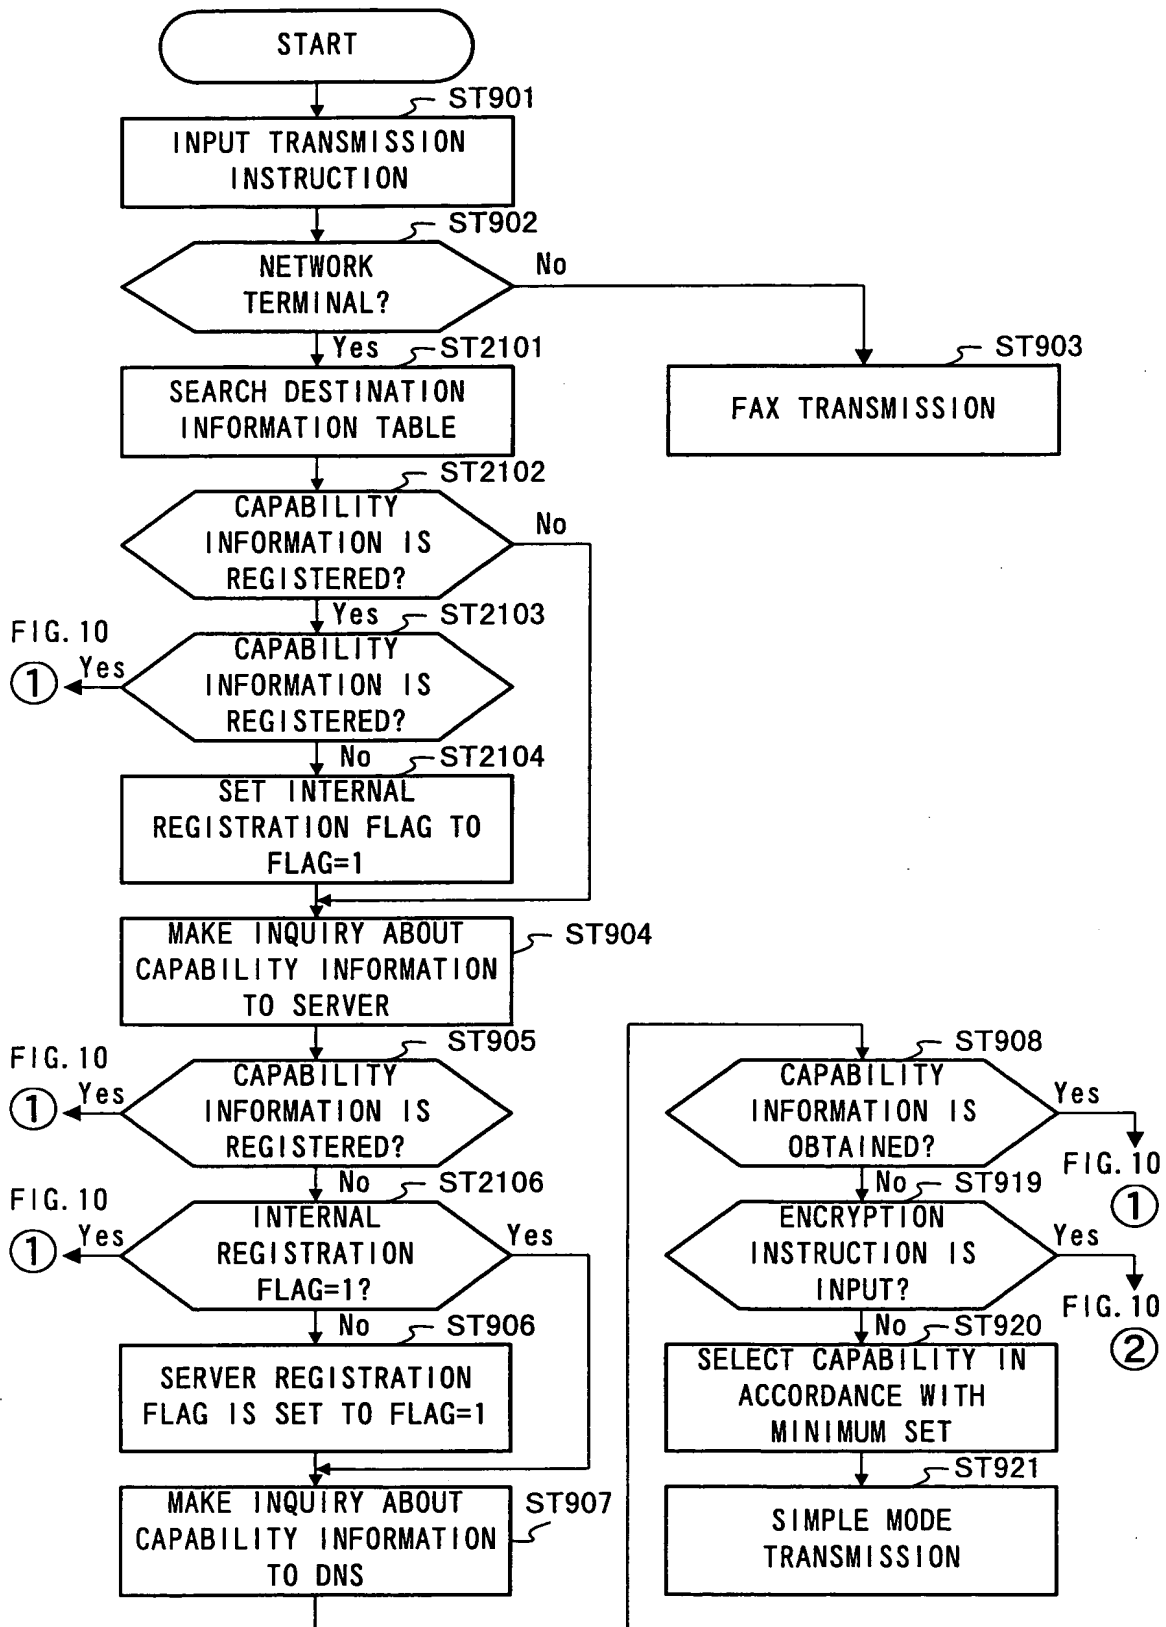 START
ST901
INPUT TRANSMISSION
INSTRUCTION
ST902
NETWORK
TERMINAL?
No
Yes
ST2101
ST903
SEARCH DESTINATION
INFORMATION TABLE
FAX TRANSMISSION
ST2102
CAPABILITY
INFORMATION IS
REGISTERED?
No
Yes
ST2103
FIG. 10
1
Yes
CAPABILITY
INFORMATION IS
REGISTERED?
No
ST2104
SET INTERNAL
REGISTRATION FLAG TO
FLAG=1
MAKE INQUIRY ABOUT
CAPABILITY INFORMATION
TO SERVER
ST904
ST905
FIG. 10
1
Yes
CAPABILITY
INFORMATION IS
REGISTERED?
No
ST2106
FIG. 10
1
Yes
INTERNAL
REGISTRATION
FLAG=1?
Yes
No
ST906
SERVER REGISTRATION
FLAG IS SET TO FLAG=1
MAKE INQUIRY ABOUT
CAPABILITY INFORMATION
TO DNS
ST907
ST908
CAPABILITY
INFORMATION IS
OBTAINED?
Yes
FIG. 10
1
No
ST919
ENCRYPTION
INSTRUCTION IS
INPUT?
Yes
FIG. 10
2
No
ST920
SELECT CAPABILITY IN
ACCORDANCE WITH
MINIMUM SET
ST921
SIMPLE MODE
TRANSMISSION